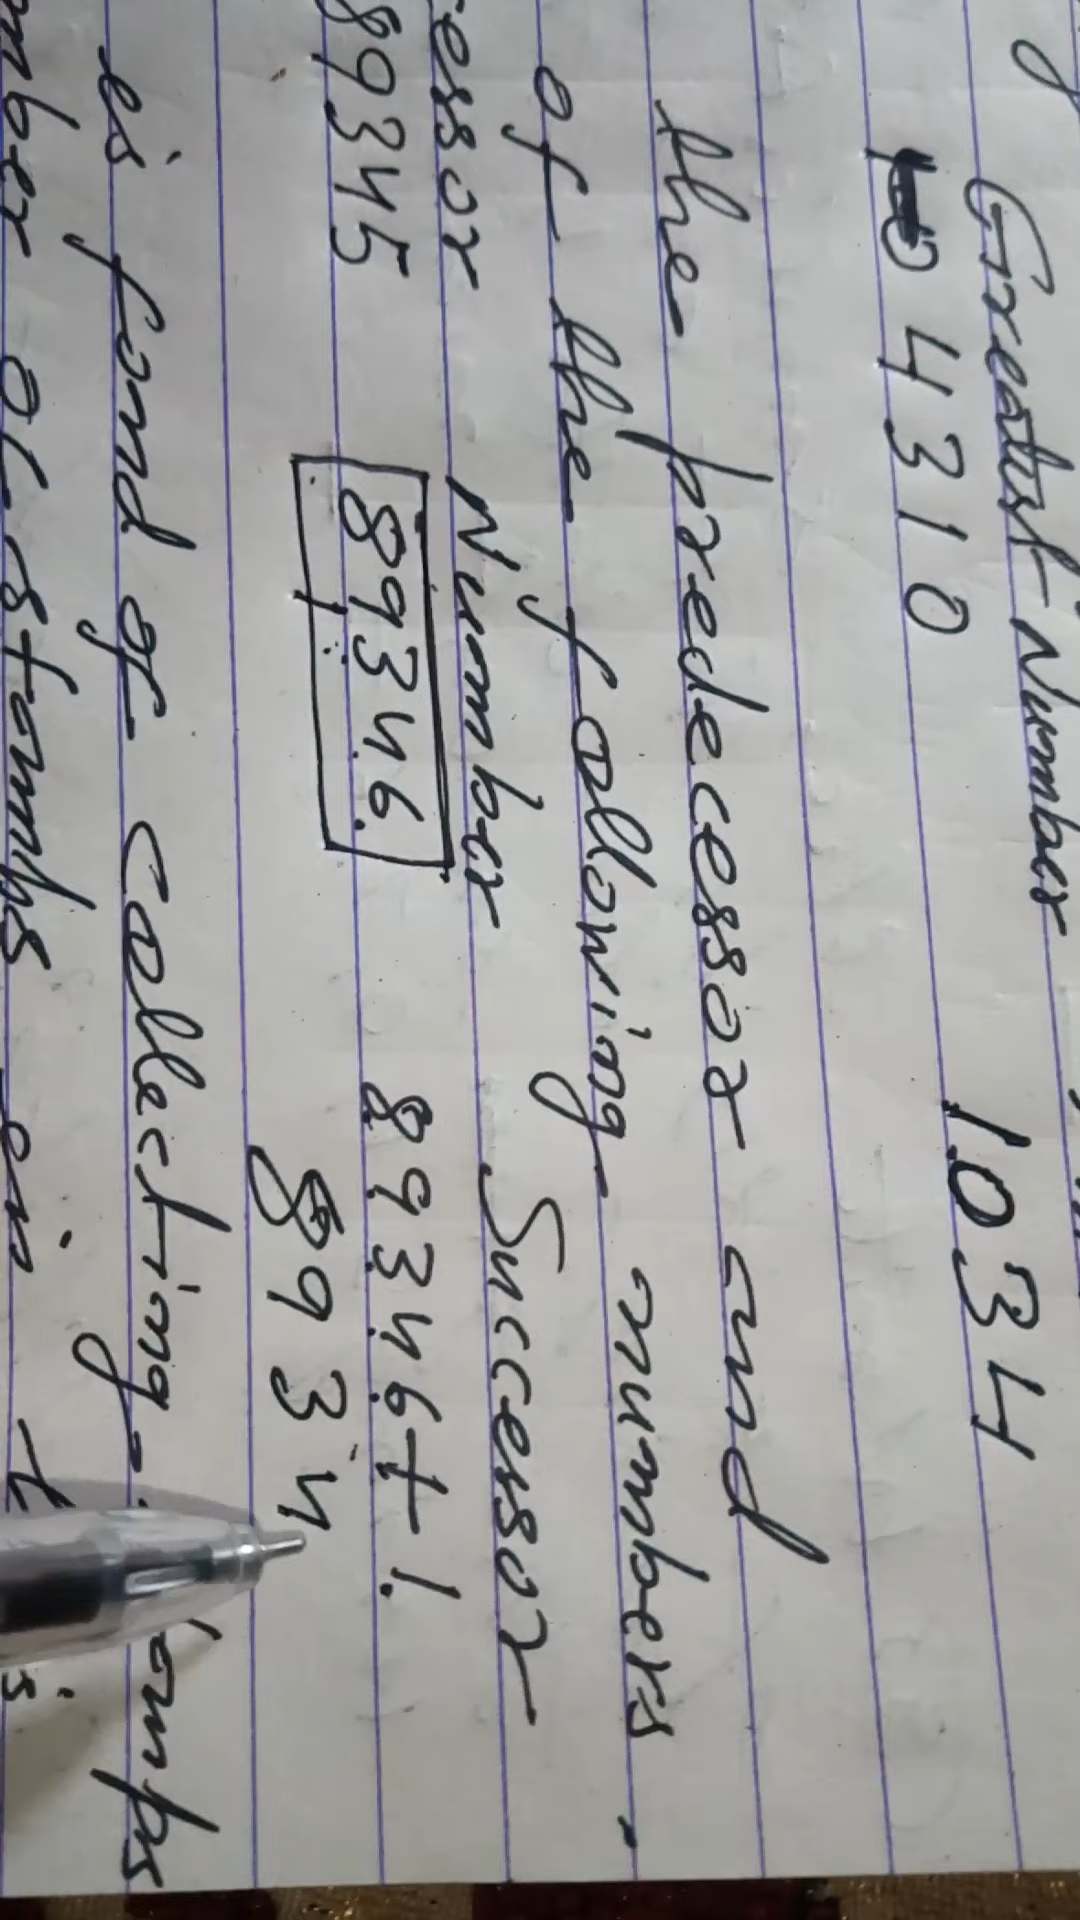 Greatest Number
4310 1034
the predecessor and
of the following numbers.
essor Number Successor
89345 89346 89346+1
8934
is fond of collecting